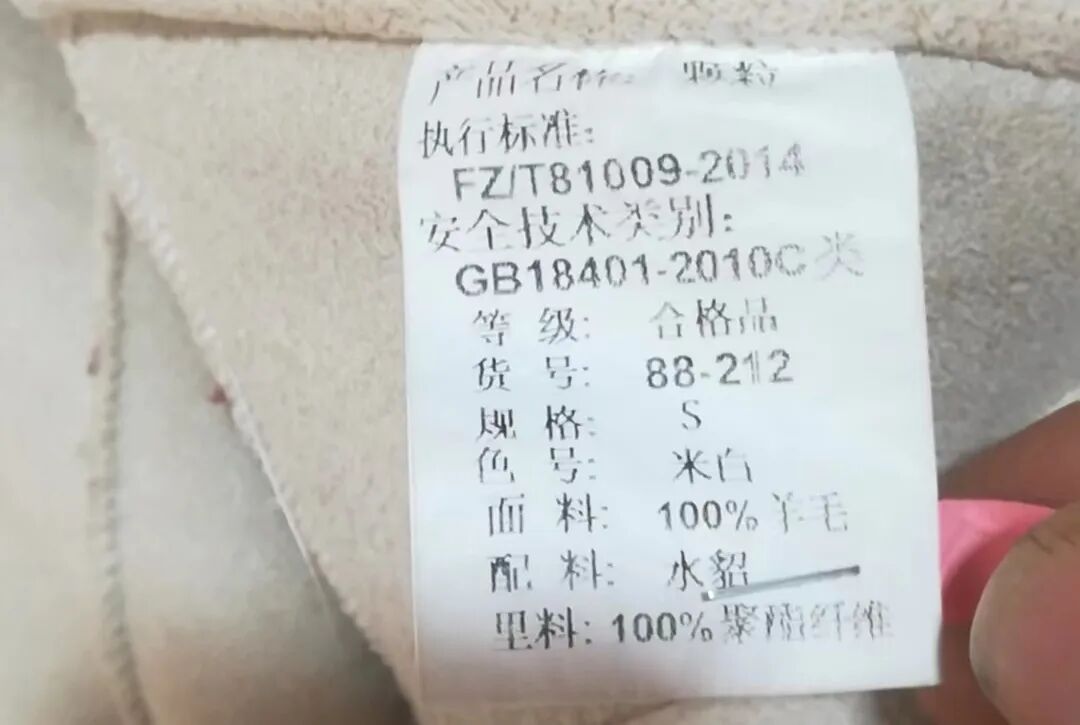 产品名称: 颗粒
执行标准:
FZ/T81009-2014
安全技术类别:
GB18401-2010C类
等 级: 合格品
货 号: 88-212
规 格: S
色 号: 米白
面 料: 100%羊毛
配 料: 水貂
里料: 100%聚酯纤维